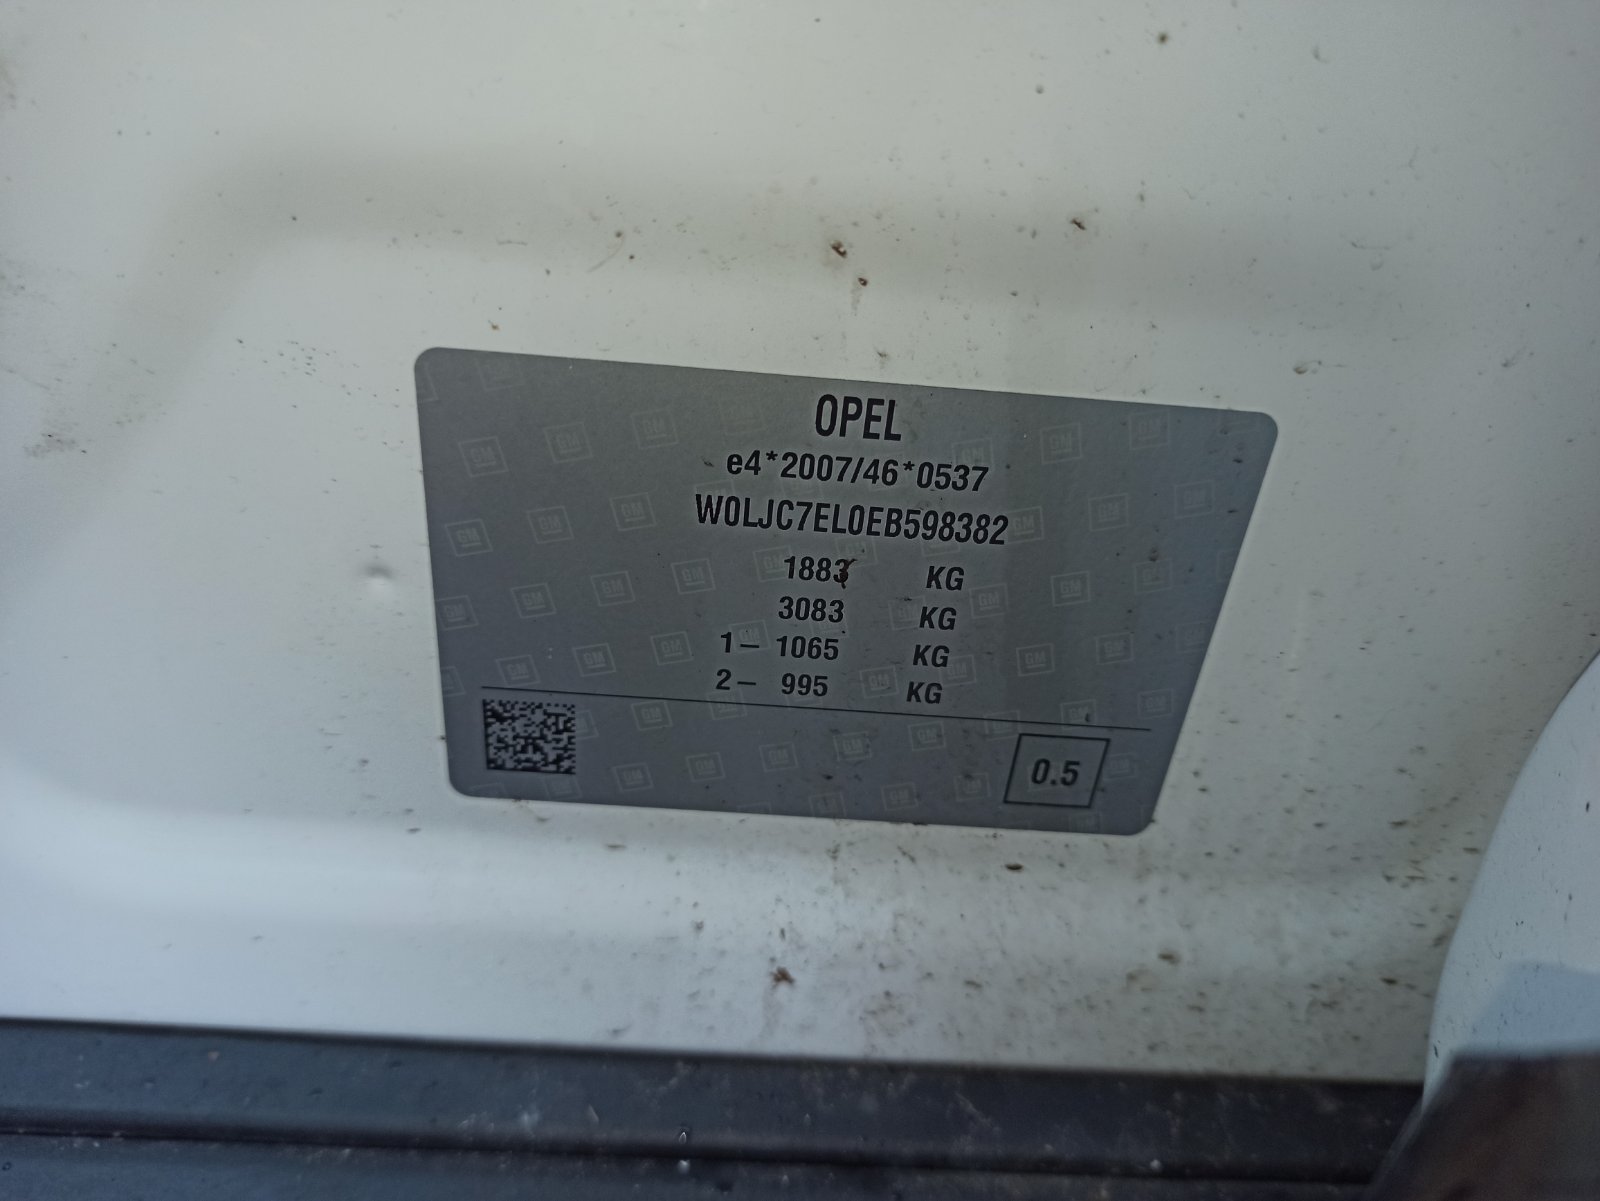 OPEL
e4*2007/46*0537
W0LJC7EL0EB598382
1883 KG
3083 KG
1– 1065 KG
2– 995 KG
0.5